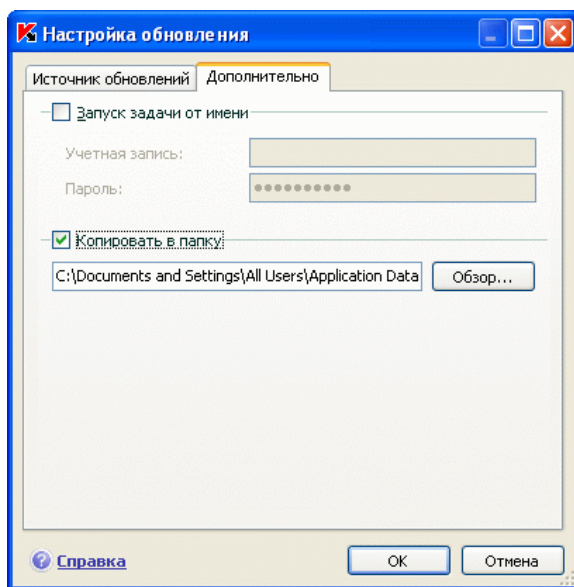 Настройка обновления
Источник обновлений Дополнительно
Запуск задачи от имени
Учетная запись:
Пароль: ●●●●●●●●●●
Копировать в папку
C:\Documents and Settings\All Users\Application Data Обзор...
Справка OK Отмена